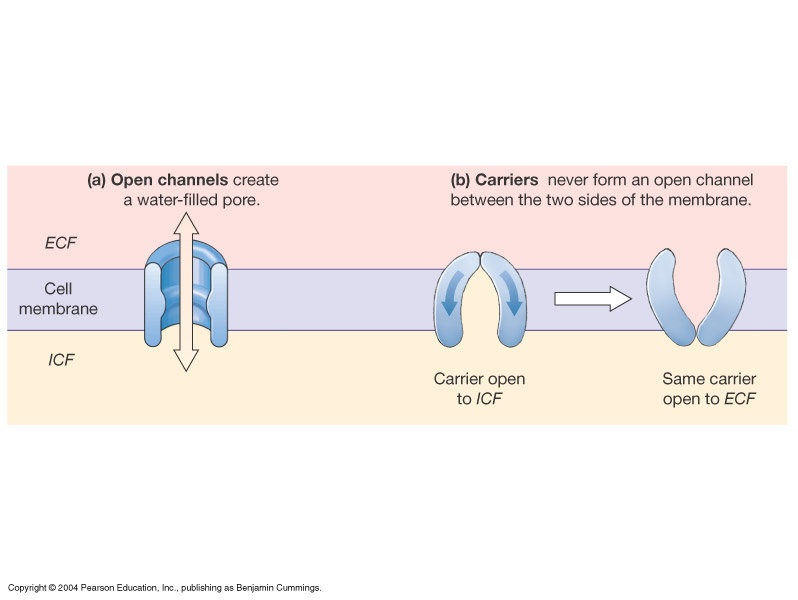 (a) Open channels create
a water-filled pore.
(b) Carriers never form an open channel
between the two sides of the membrane.
ECF
Cell
membrane
ICF
Carrier open
to ICF
Same carrier
open to ECF
Copyright © 2004 Pearson Education, Inc., publishing as Benjamin Cummings.